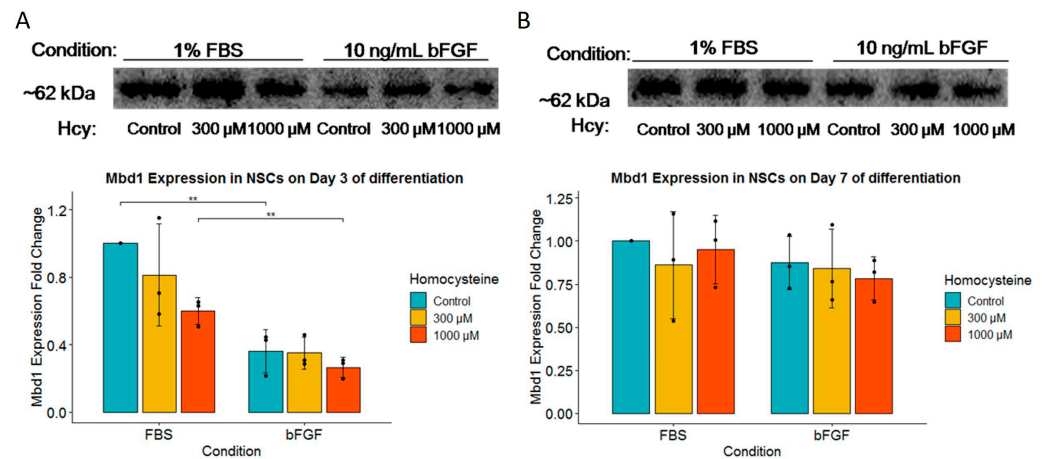 A
Condition: 1% FBS 10 ng/mL bFGF
~62 kDa
Hcy: Control 300 µM 1000 µM Control 300 µM 1000 µM
Mbd1 Expression in NSCs on Day 3 of differentiation
Mbd1 Expression Fold Change
1.2
0.8
0.4
0.0
**
**
FBS bFGF
Condition
Homocysteine
Control
300 µM
1000 µM
B
Condition: 1% FBS 10 ng/mL bFGF
~62 kDa
Hcy: Control 300 µM 1000 µM Control 300 µM 1000 µM
Mbd1 Expression in NSCs on Day 7 of differentiation
Mbd1 Expression Fold Change
1.25
1.00
0.75
0.50
0.25
0.00
FBS bFGF
Condition
Homocysteine
Control
300 µM
1000 µM